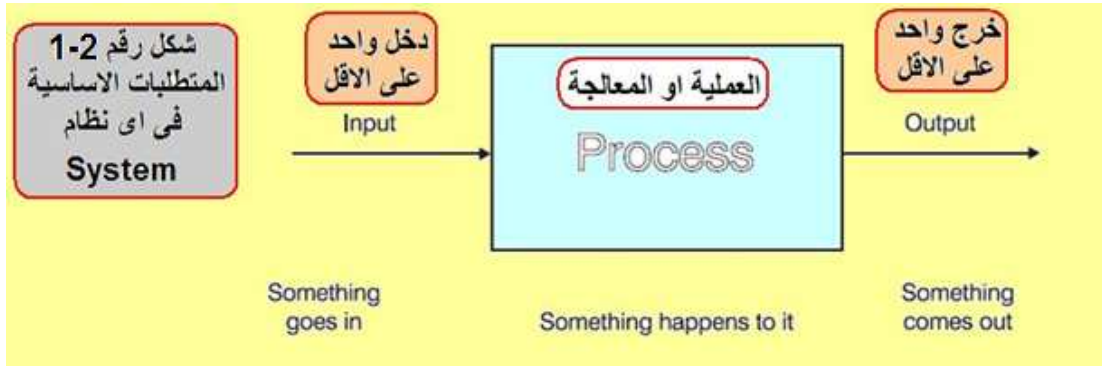 شكل رقم 2-1
المتطلبات الاساسية
فى اى نظام
System
دخل واحد
على الاقل
Input
العملية او المعالجة
Process
خرج واحد
على الاقل
Output
Something
goes in
Something happens to it
Something
comes out